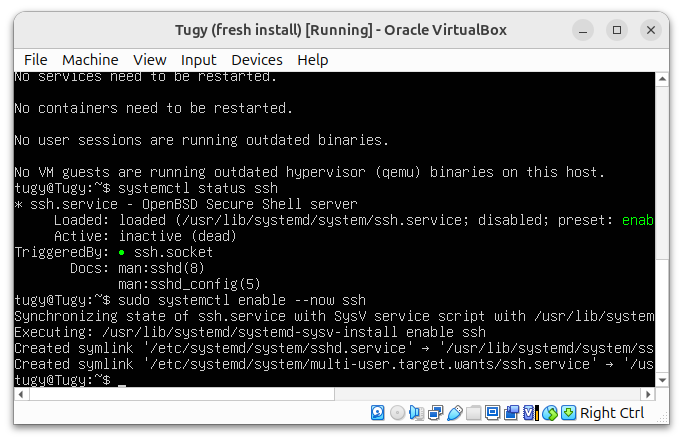 Tugy (fresh install) [Running] - Oracle VirtualBox
File Machine View Input Devices Help
No services need to be restarted.
No containers need to be restarted.
No user sessions are running outdated binaries.
No VM guests are running outdated hypervisor (qemu) binaries on this host.
tugy@Tugy:~$ systemctl status ssh
* ssh.service - OpenBSD Secure Shell server
Loaded: loaded (/usr/lib/systemd/system/ssh.service; disabled; preset: enab
Active: inactive (dead)
TriggeredBy: ● ssh.socket
Docs: man:sshd(8)
man:sshd_config(5)
tugy@Tugy:~$ sudo systemctl enable --now ssh
Synchronizing state of ssh.service with SysV service script with /usr/lib/system
Executing: /usr/lib/systemd/systemd-sysv-install enable ssh
Created symlink '/etc/systemd/system/sshd.service' → '/usr/lib/systemd/system/ss
Created symlink '/etc/systemd/system/multi-user.target.wants/ssh.service' → '/us
tugy@Tugy:~$ _
Right Ctrl